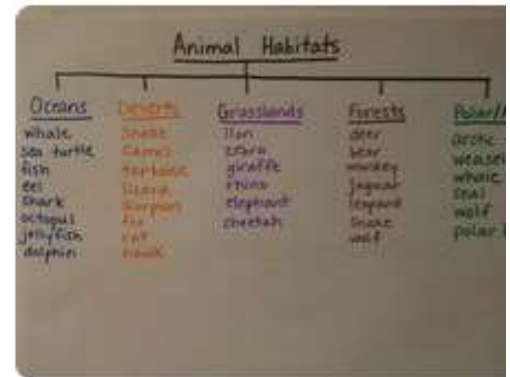 Animal Habitats
Oceans
whale
sea turtle
fish
eel
shark
octopus
jellyfish
dolphin
Deserts
snake
camel
tortoise
lizard
scorpion
fox
rat
hawk
Grasslands
lion
zebra
giraffe
rhino
elephant
cheetah
Forests
deer
bear
monkey
jaguar
leopard
snake
wolf
Polar/
arctic
weasel
whale
seal
wolf
polar